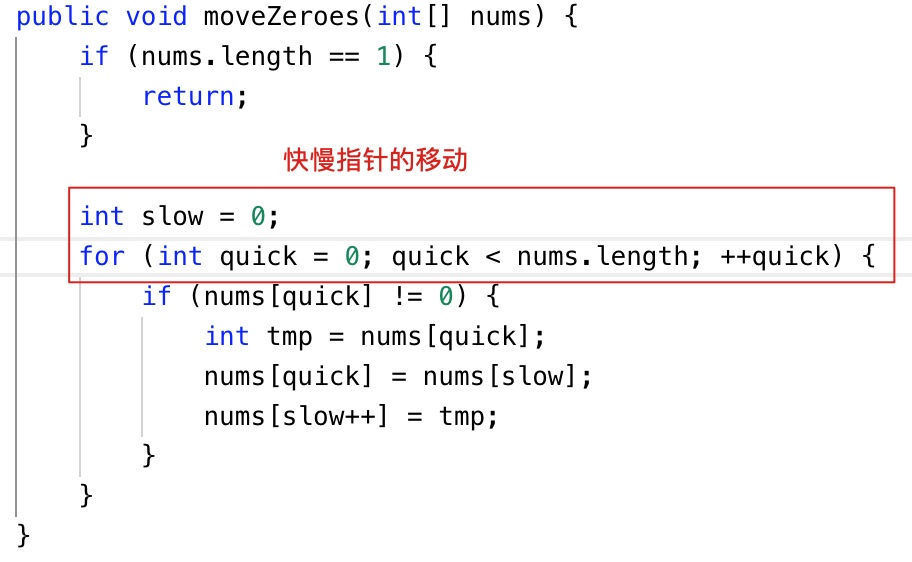 public void moveZeroes(int[] nums) {
    if (nums.length == 1) {
        return;
    }
快慢指针的移动
    int slow = 0;
    for (int quick = 0; quick < nums.length; ++quick) {
        if (nums[quick] != 0) {
            int tmp = nums[quick];
            nums[quick] = nums[slow];
            nums[slow++] = tmp;
        }
    }
}